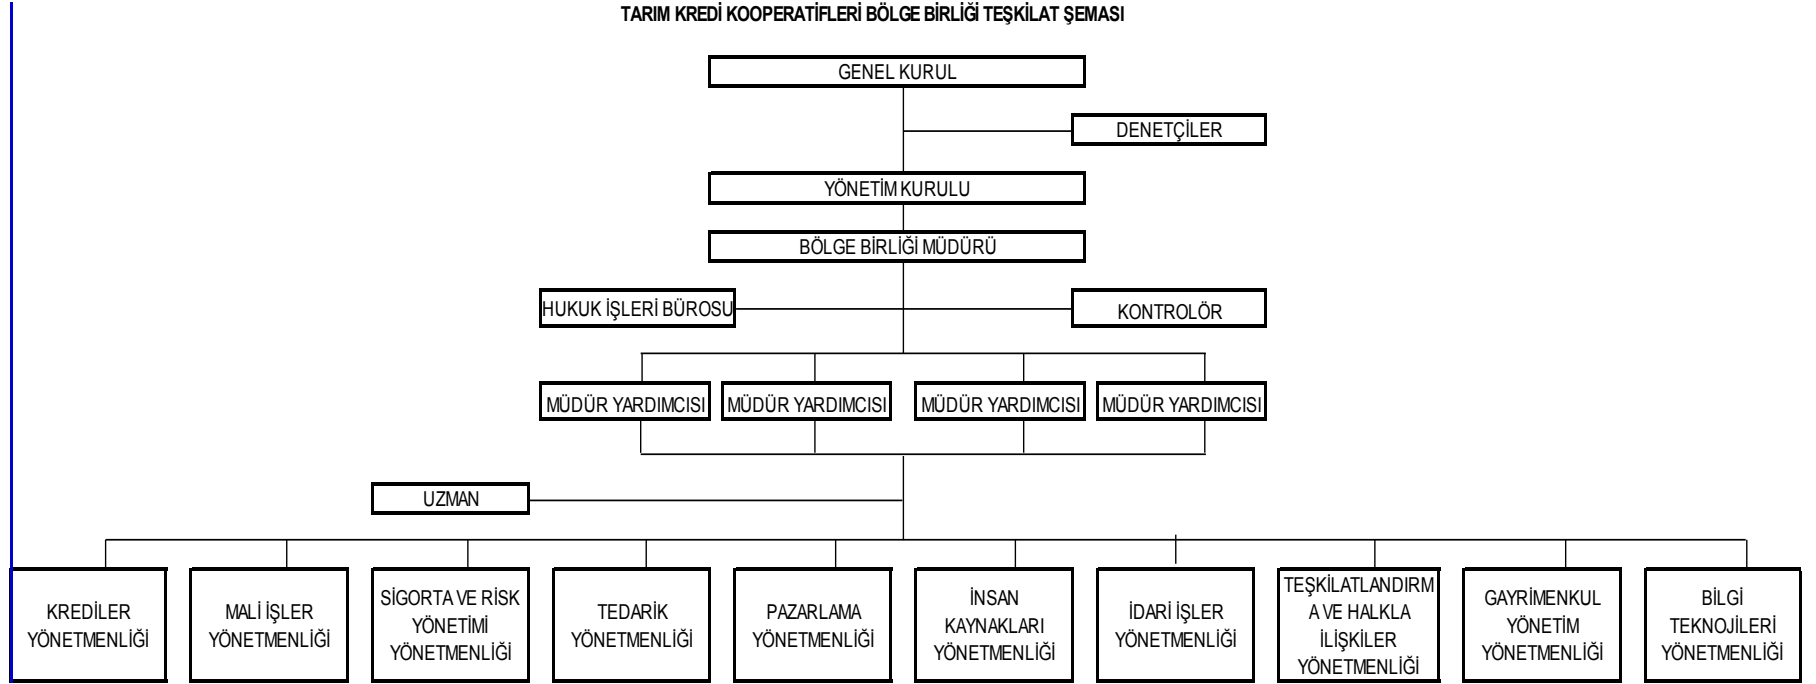 TARIM KREDİ KOOPERATİFLERİ BÖLGE BİRLİĞİ TEŞKİLAT ŞEMASI
GENEL KURUL
DENETÇİLER
YÖNETİM KURULU
BÖLGE BİRLİĞİ MÜDÜRÜ
HUKUK İŞLERİ BÜROSU
KONTROLÖR
MÜDÜR YARDIMCISI
MÜDÜR YARDIMCISI
MÜDÜR YARDIMCISI
MÜDÜR YARDIMCISI
UZMAN
KREDİLER
YÖNETMENLİĞİ
MALİ İŞLER
YÖNETMENLİĞİ
SİGORTA VE RİSK
YÖNETİMİ
YÖNETMENLİĞİ
TEDARİK
YÖNETMENLİĞİ
PAZARLAMA
YÖNETMENLİĞİ
İNSAN
KAYNAKLARI
YÖNETMENLİĞİ
İDARİ İŞLER
YÖNETMENLİĞİ
TEŞKİLATLANDIRM
A VE HALKLA
İLİŞKİLER
YÖNETMENLİĞİ
GAYRİMENKUL
YÖNETİM
YÖNETMENLİĞİ
BİLGİ
TEKNOJİLERİ
YÖNETMENLİĞİ